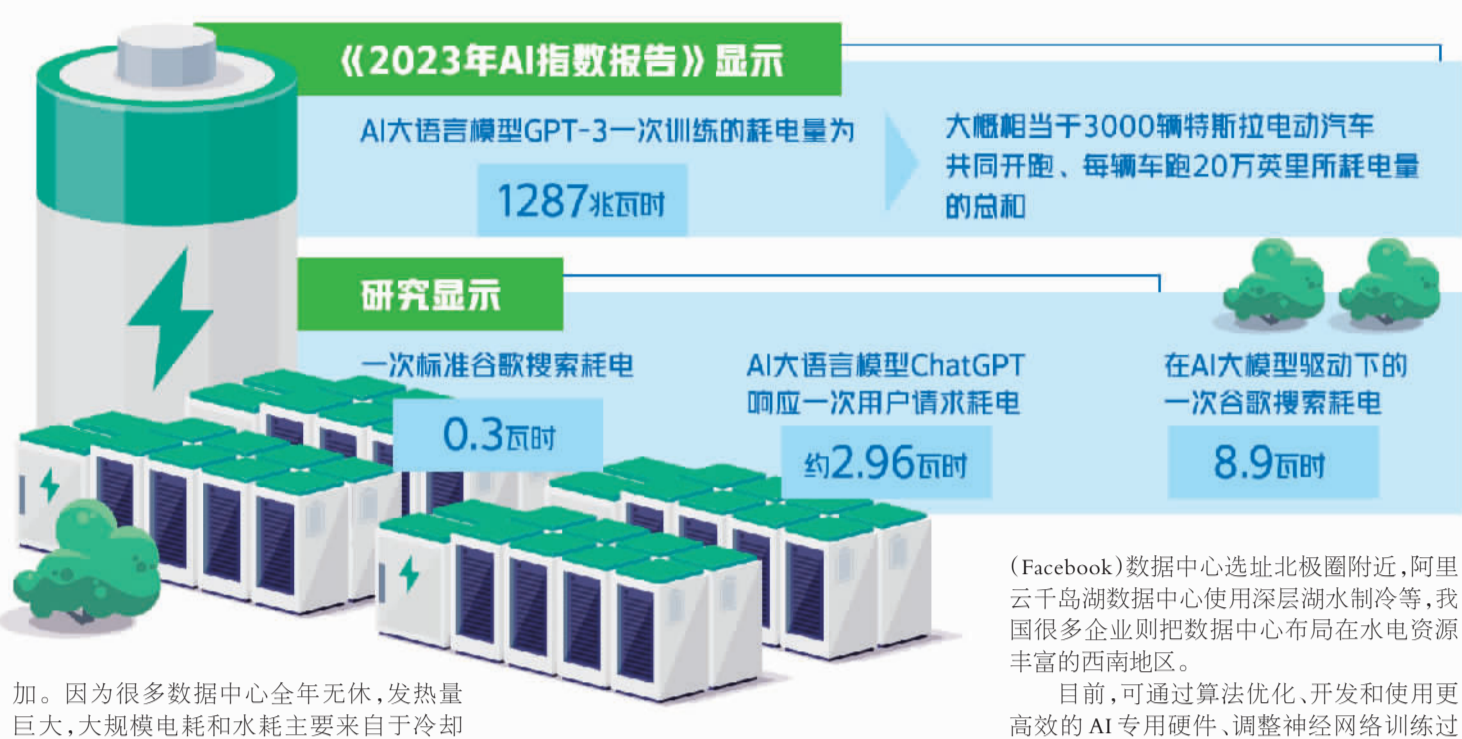 《2023年AI指数报告》显示
AI大语言模型GPT-3一次训练的耗电量为
1287兆瓦时
大概相当于3000辆特斯拉电动汽车
共同开跑、每辆车跑20万英里所耗电量
的总和
研究显示
一次标准谷歌搜索耗电
0.3瓦时
AI大语言模型ChatGPT
响应一次用户请求耗电
约2.96瓦时
在AI大模型驱动下的
一次谷歌搜索耗电
8.9瓦时
加。因为很多数据中心全年无休,发热量
巨大,大规模电耗和水耗主要来自于冷却
(Facebook)数据中心选址北极圈附近,阿里
云千岛湖数据中心使用深层湖水制冷等,我
国很多企业则把数据中心布局在水电资源
丰富的西南地区。
目前,可通过算法优化、开发和使用更
高效的 AI 专用硬件、调整神经网络训练过